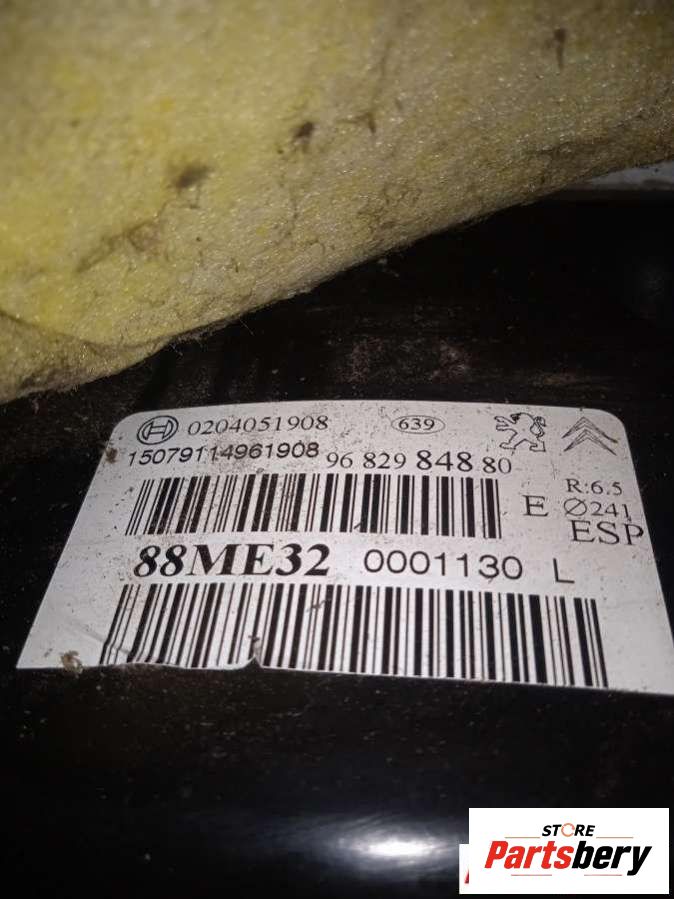 0204051908 639
15079114961908 96 829 848 80
E R:6.5
Ø241
ESP
88ME32 0001130 L
STORE
Partsbery